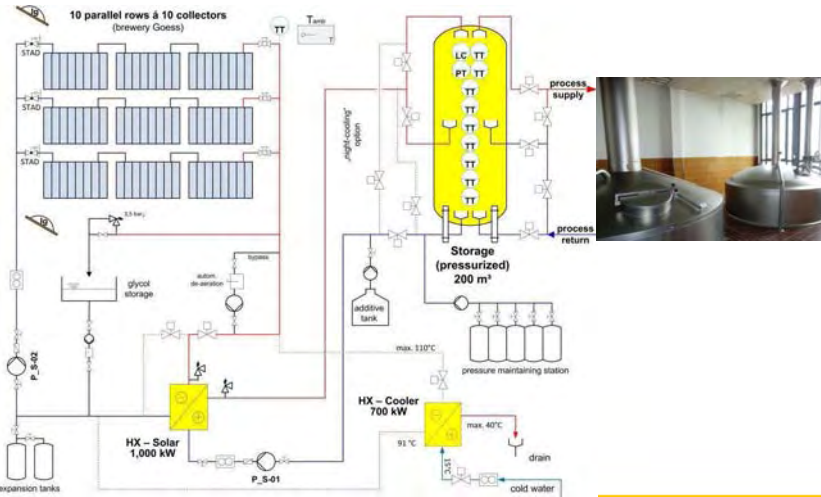 Ig
10 parallel rows à 10 collectors
(brewery Goess)
TT
Tamb
T
STAD
STAD
STAD
LC TT
PT TT
TT
TT
TT
TT
TT
TT
TT
process
supply
"night-cooling"
option
Ig
3,5 bar
glycol
storage
bypass
autom.
de-aeration
additive
tank
Storage
(pressurized)
200 m³
process
return
P_S-02
max. 110°C
pressure maintaining station
HX – Solar
1,000 kW
HX – Cooler
700 kW
max. 40°C
91 °C
drain
15°C
P_S-01
cold water
expansion tanks